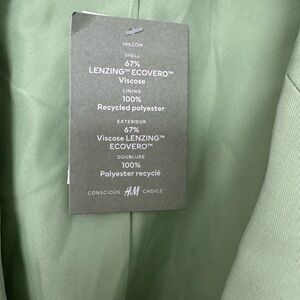 HM.COM
SHELL
67%
LENZING™ ECOVERO™
Viscose
LINING
100%
Recycled polyester
EXTERIEUR
67%
Viscose LENZING™
ECOVERO™
DOUBLURE
100%
Polyester recyclé
CONSCIOUS H&M CHOICE